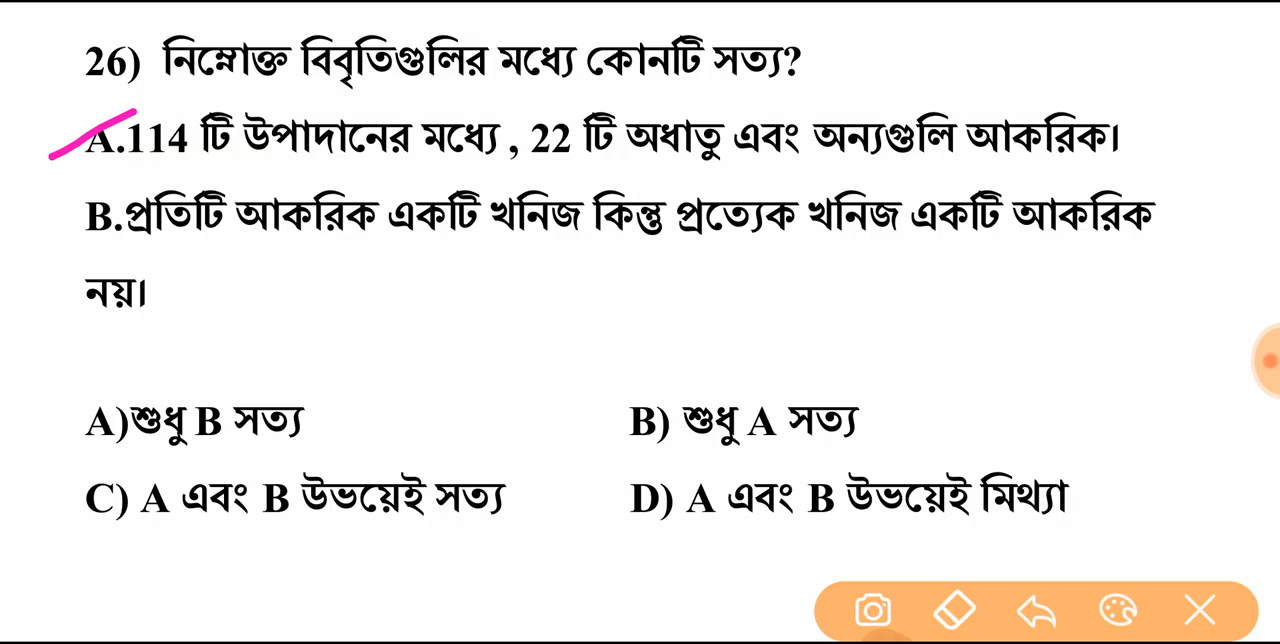 26) নিম্নোক্ত বিবৃতিগুলির মধ্যে কোনটি সত্য?
A.114 টি উপাদানের মধ্যে , 22 টি অধাতু এবং অন্যগুলি আকরিক।
B.প্রতিটি আকরিক একটি খনিজ কিন্তু প্রত্যেক খনিজ একটি আকরিক
নয়।
A)শুধু B সত্য B) শুধু A সত্য
C) A এবং B উভয়েই সত্য D) A এবং B উভয়েই মিথ্যা